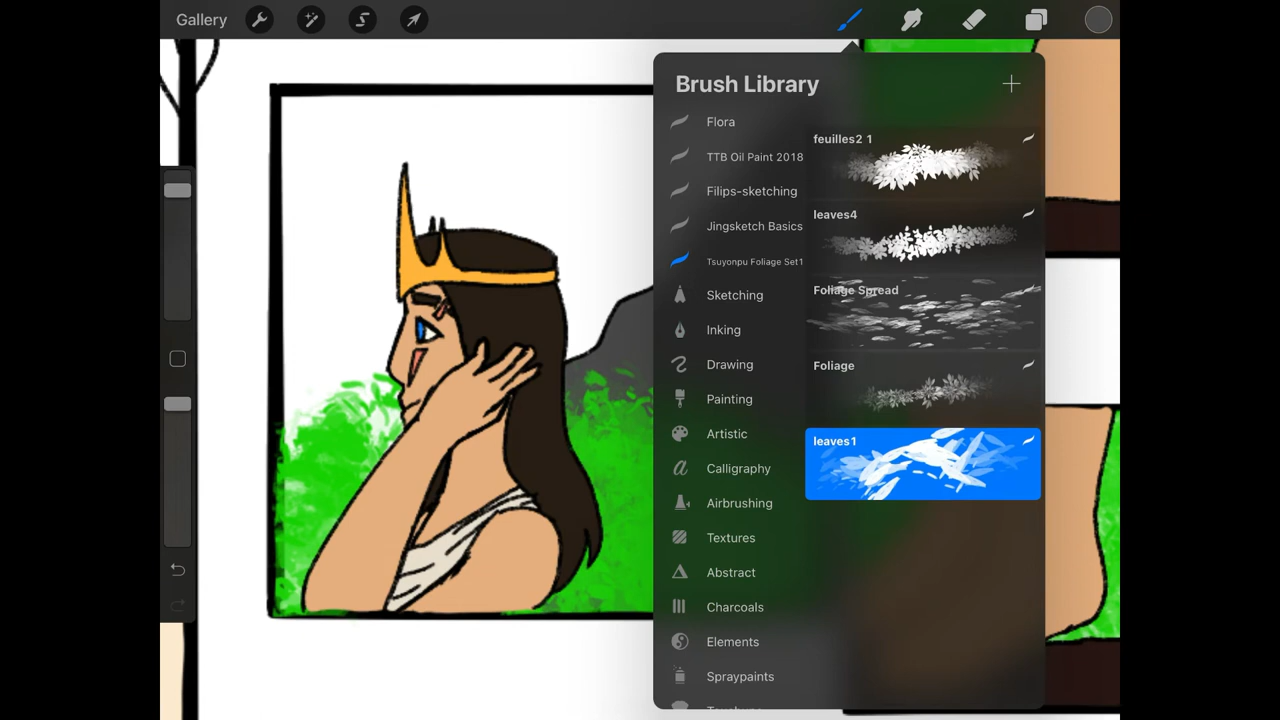 Gallery
Brush Library
Flora
TTB Oil Paint 2018
Filips-sketching
Jingsketch Basics
Tsuyonpu Foliage Set1
Sketching
Inking
Drawing
Painting
Artistic
Calligraphy
Airbrushing
Textures
Abstract
Charcoals
Elements
Spraypaints
feuilles2 1
leaves4
Foliage Spread
Foliage
leaves1